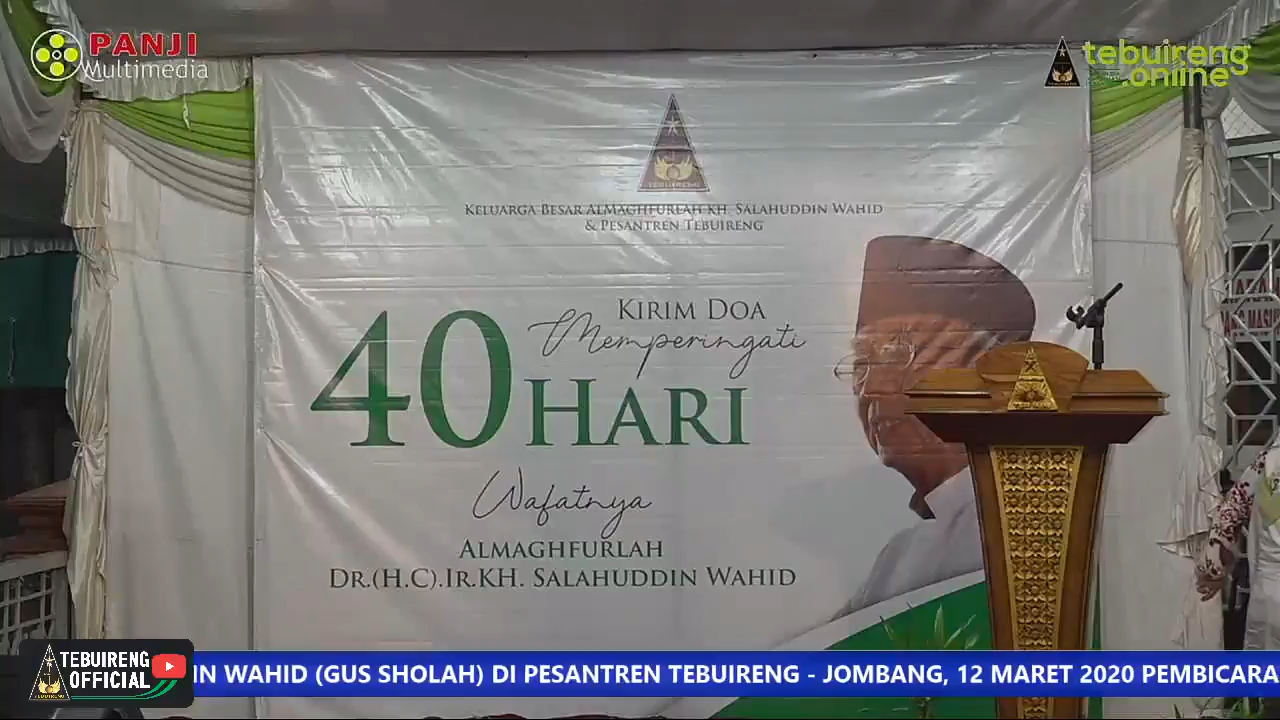 PANJI
Multimedia
tebuireng
.online
TEBUIRENG
KELUARGA BESAR ALMAGHFURLAH KH. SALAHUDDIN WAHID
& PESANTREN TEBUIRENG
KIRIM DOA
Memperingati
40 HARI
Wafatnya
ALMAGHFURLAH
DR.(H.C).IR.KH. SALAHUDDIN WAHID
TEBUIRENG
OFFICIAL
TEBUIRENG
IN WAHID (GUS SHOLAH) DI PESANTREN TEBUIRENG - JOMBANG, 12 MARET 2020 PEMBICARA